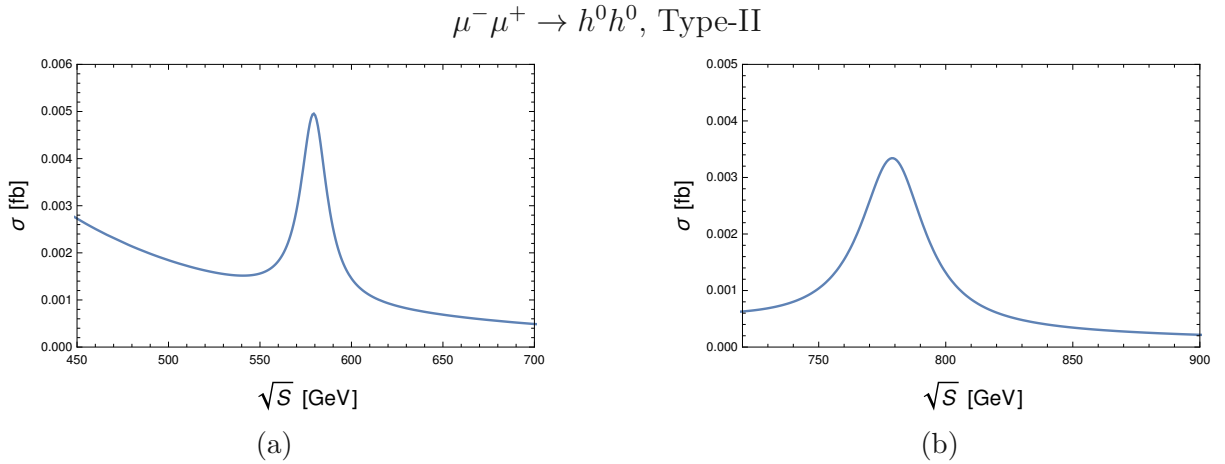 μ⁻μ⁺ → h⁰h⁰, Type-II
0.006
0.005
0.004
0.003
0.002
0.001
0.000
σ [fb]
450 500 550 600 650 700
√S [GeV]
(a)
0.005
0.004
0.003
0.002
0.001
0.000
σ [fb]
750 800 850 900
√S [GeV]
(b)